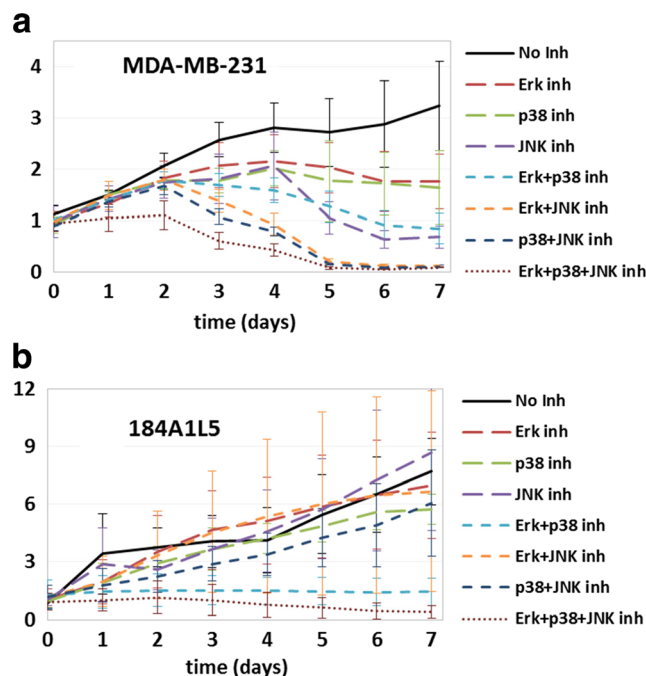 a
MDA-MB-231
4
3
2
1
0
0 1 2 3 4 5 6 7
time (days)
No Inh
Erk inh
p38 inh
JNK inh
Erk+p38 inh
Erk+JNK inh
p38+JNK inh
Erk+p38+JNK inh
b
184A1L5
12
9
6
3
0
0 1 2 3 4 5 6 7
time (days)
No Inh
Erk inh
p38 inh
JNK inh
Erk+p38 inh
Erk+JNK inh
p38+JNK inh
Erk+p38+JNK inh